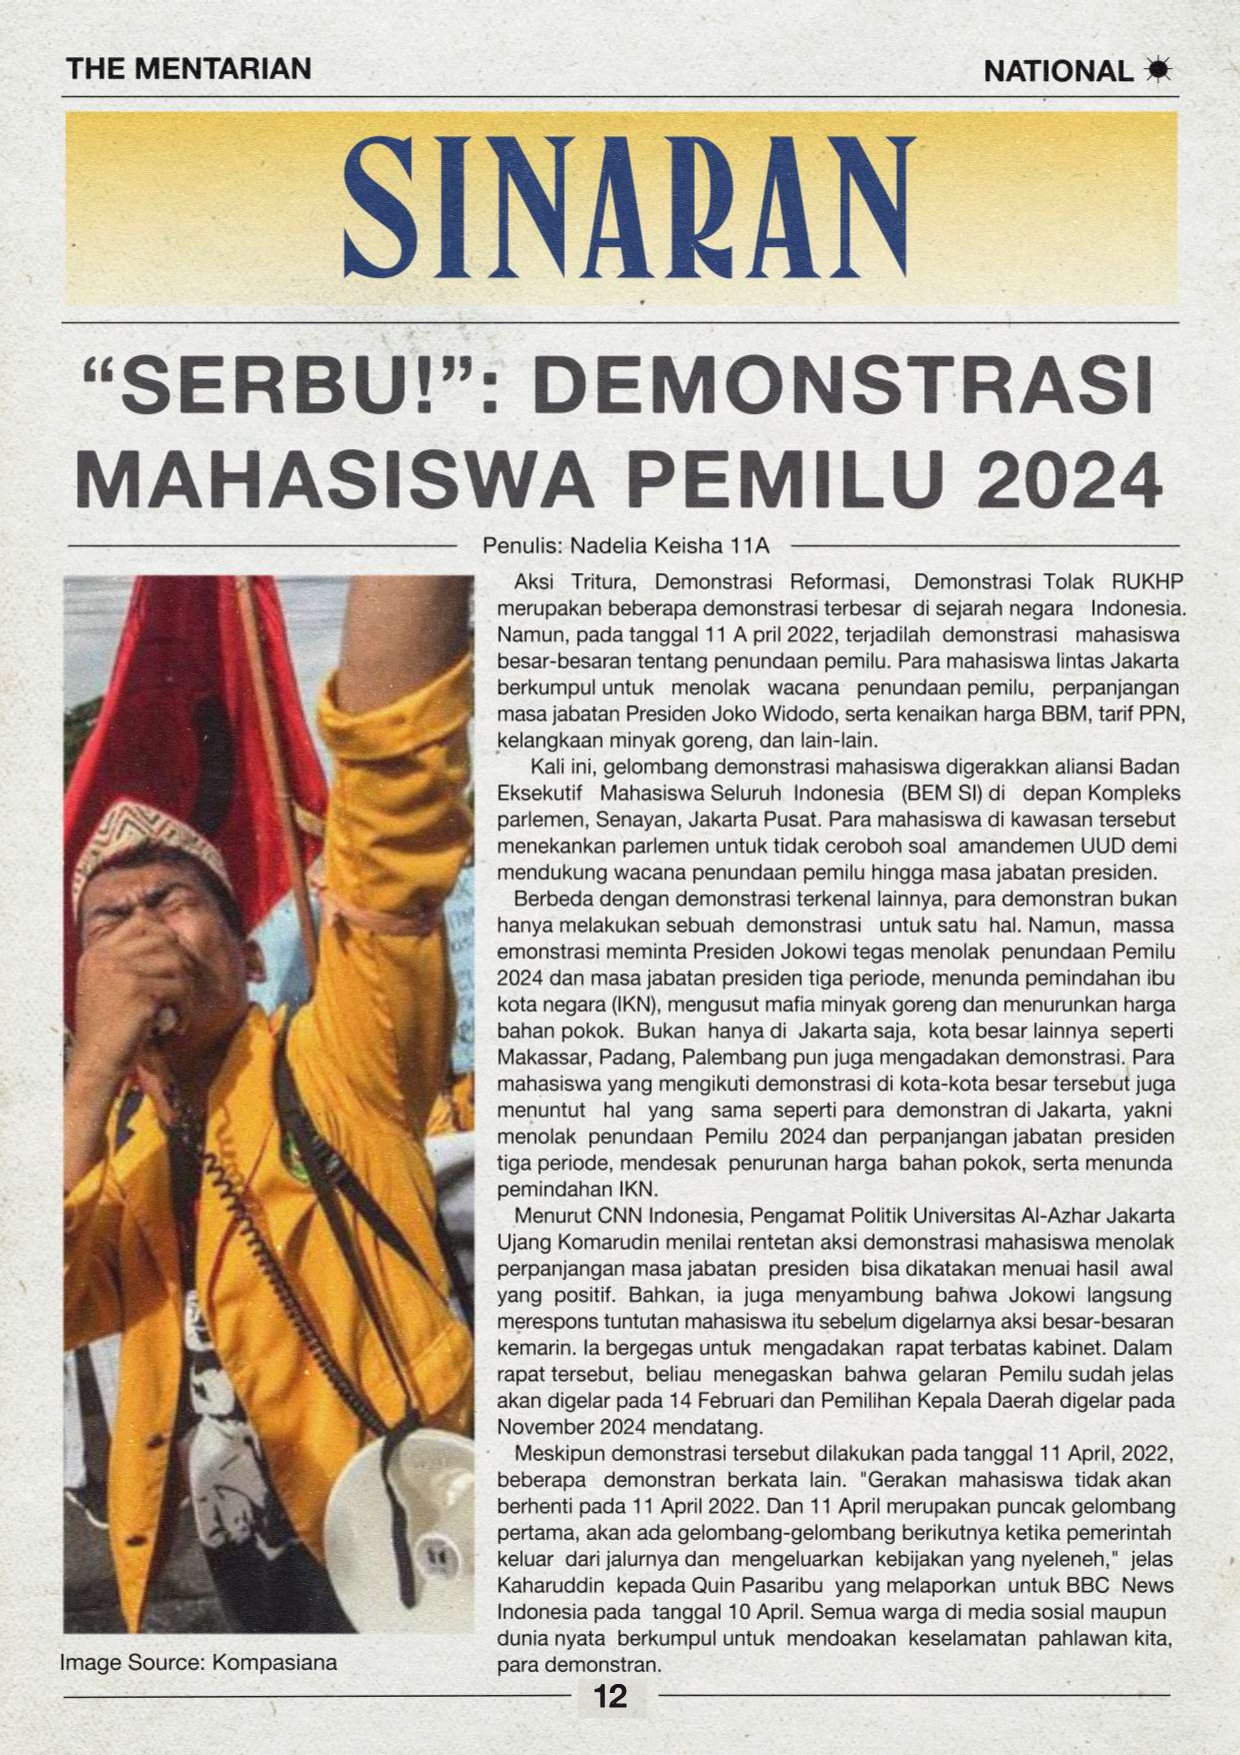 THE MENTARIAN
NATIONAL
SINARAN
“SERBU!”: DEMONSTRASI
MAHASISWA PEMILU 2024
Penulis: Nadelia Keisha 11A
Aksi Tritura, Demonstrasi Reformasi, Demonstrasi Tolak RUKHP
merupakan beberapa demonstrasi terbesar di sejarah negara Indonesia.
Namun, pada tanggal 11 A pril 2022, terjadilah demonstrasi mahasiswa
besar-besaran tentang penundaan pemilu. Para mahasiswa lintas Jakarta
berkumpul untuk menolak wacana penundaan pemilu, perpanjangan
masa jabatan Presiden Joko Widodo, serta kenaikan harga BBM, tarif PPN,
kelangkaan minyak goreng, dan lain-lain.
Kali ini, gelombang demonstrasi mahasiswa digerakkan aliansi Badan
Eksekutif Mahasiswa Seluruh Indonesia (BEM SI) di depan Kompleks
parlemen, Senayan, Jakarta Pusat. Para mahasiswa di kawasan tersebut
menekankan parlemen untuk tidak ceroboh soal amandemen UUD demi
mendukung wacana penundaan pemilu hingga masa jabatan presiden.
Berbeda dengan demonstrasi terkenal lainnya, para demonstran bukan
hanya melakukan sebuah demonstrasi untuk satu hal. Namun, massa
emonstrasi meminta Presiden Jokowi tegas menolak penundaan Pemilu
2024 dan masa jabatan presiden tiga periode, menunda pemindahan ibu
kota negara (IKN), mengusut mafia minyak goreng dan menurunkan harga
bahan pokok. Bukan hanya di Jakarta saja, kota besar lainnya seperti
Makassar, Padang, Palembang pun juga mengadakan demonstrasi. Para
mahasiswa yang mengikuti demonstrasi di kota-kota besar tersebut juga
menuntut hal yang sama seperti para demonstran di Jakarta, yakni
menolak penundaan Pemilu 2024 dan perpanjangan jabatan presiden
tiga periode, mendesak penurunan harga bahan pokok, serta menunda
pemindahan IKN.
Menurut CNN Indonesia, Pengamat Politik Universitas Al-Azhar Jakarta
Ujang Komarudin menilai rentetan aksi demonstrasi mahasiswa menolak
perpanjangan masa jabatan presiden bisa dikatakan menuai hasil awal
yang positif. Bahkan, ia juga menyambung bahwa Jokowi langsung
merespons tuntutan mahasiswa itu sebelum digelarnya aksi besar-besaran
kemarin. Ia bergegas untuk mengadakan rapat terbatas kabinet. Dalam
rapat tersebut, beliau menegaskan bahwa gelaran Pemilu sudah jelas
akan digelar pada 14 Februari dan Pemilihan Kepala Daerah digelar pada
November 2024 mendatang.
Meskipun demonstrasi tersebut dilakukan pada tanggal 11 April, 2022,
beberapa demonstran berkata lain. "Gerakan mahasiswa tidak akan
berhenti pada 11 April 2022. Dan 11 April merupakan puncak gelombang
pertama, akan ada gelombang-gelombang berikutnya ketika pemerintah
keluar dari jalurnya dan mengeluarkan kebijakan yang nyeleneh," jelas
Kaharuddin kepada Quin Pasaribu yang melaporkan untuk BBC News
Indonesia pada tanggal 10 April. Semua warga di media sosial maupun
dunia nyata berkumpul untuk mendoakan keselamatan pahlawan kita,
para demonstran.
Image Source: Kompasiana
12